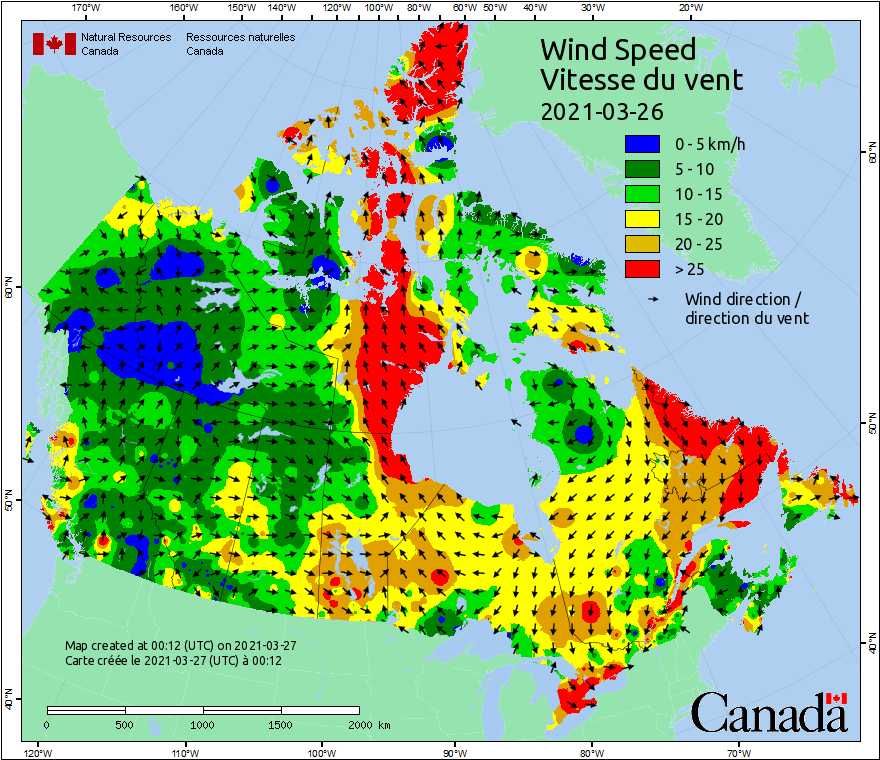 170°W 160°W 150°W 140°W 130°W 120°W 110°W 100°W 90°W 80°W 70°W 60°W 50°W 40°W 30°W 20°W
Natural Resources Canada
Ressources naturelles Canada
Wind Speed
Vitesse du vent
2021-03-26
0 - 5 km/h
5 - 10
10 - 15
15 - 20
20 - 25
> 25
Wind direction /
direction du vent
60°N
50°N
40°N
60°N
50°N
40°N
Map created at 00:12 (UTC) on 2021-03-27
Carte créée le 2021-03-27 (UTC) à 00:12
0 500 1000 1500 2000 km
Canada
120°W 110°W 100°W 90°W 80°W 70°W